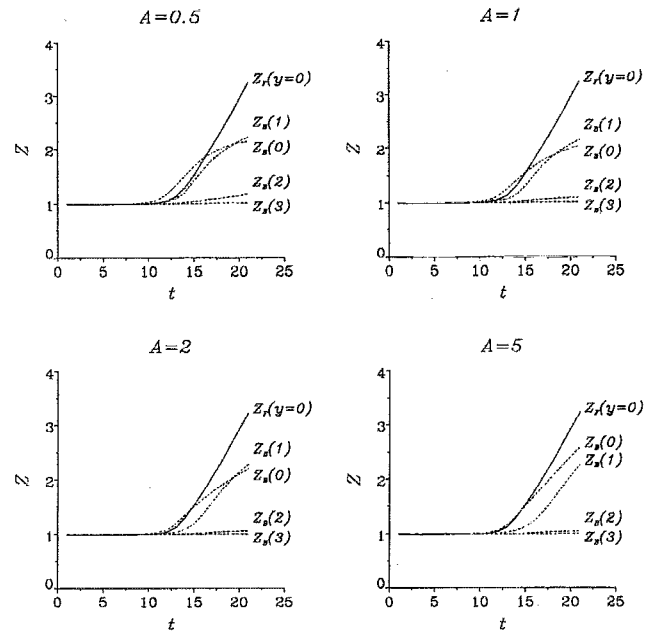 A=0.5
4
3
2
1
0
Z
0 5 10 15 20 25
t
Z_r(y=0)
Z_s(1)
Z_s(0)
Z_s(2)
Z_s(3)
A=1
4
3
2
1
0
Z
0 5 10 15 20 25
t
Z_r(y=0)
Z_s(1)
Z_s(0)
Z_s(2)
Z_s(3)
A=2
4
3
2
1
0
Z
0 5 10 15 20 25
t
Z_r(y=0)
Z_s(1)
Z_s(0)
Z_s(2)
Z_s(3)
A=5
4
3
2
1
0
Z
0 5 10 15 20 25
t
Z_r(y=0)
Z_s(0)
Z_s(1)
Z_s(2)
Z_s(3)